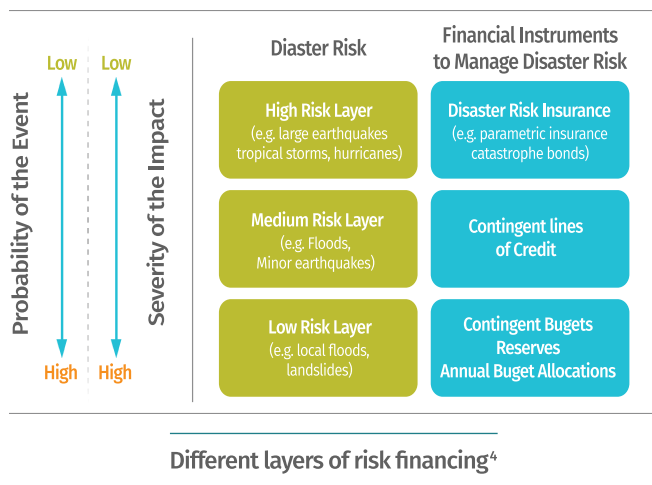 Probability of the Event
Low
High
Low
High
Severity of the Impact
Diaster Risk
Financial Instruments
to Manage Disaster Risk
High Risk Layer
(e.g. large earthquakes
tropical storms, hurricanes)
Disaster Risk Insurance
(e.g. parametric insurance
catastrophe bonds)
Medium Risk Layer
(e.g. Floods,
Minor earthquakes)
Contingent lines
of Credit
Low Risk Layer
(e.g. local floods,
landslides)
Contingent Bugets
Reserves
Annual Buget Allocations
Different layers of risk financing⁴